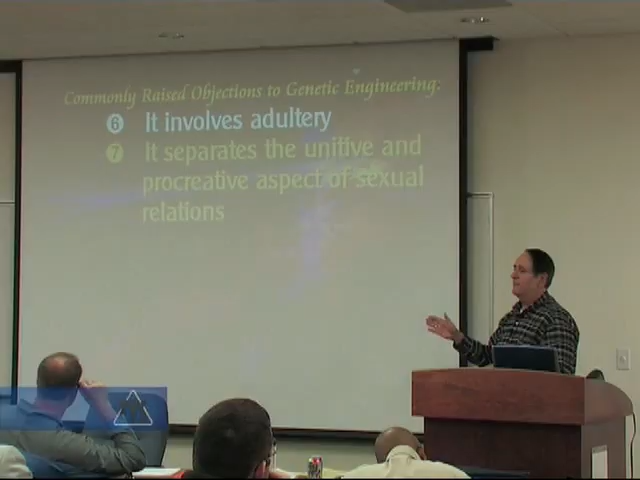 Commonly Raised Objections to Genetic Engineering:
6 It involves adultery
7 It separates the unitive and
procreative aspect of sexual
relations